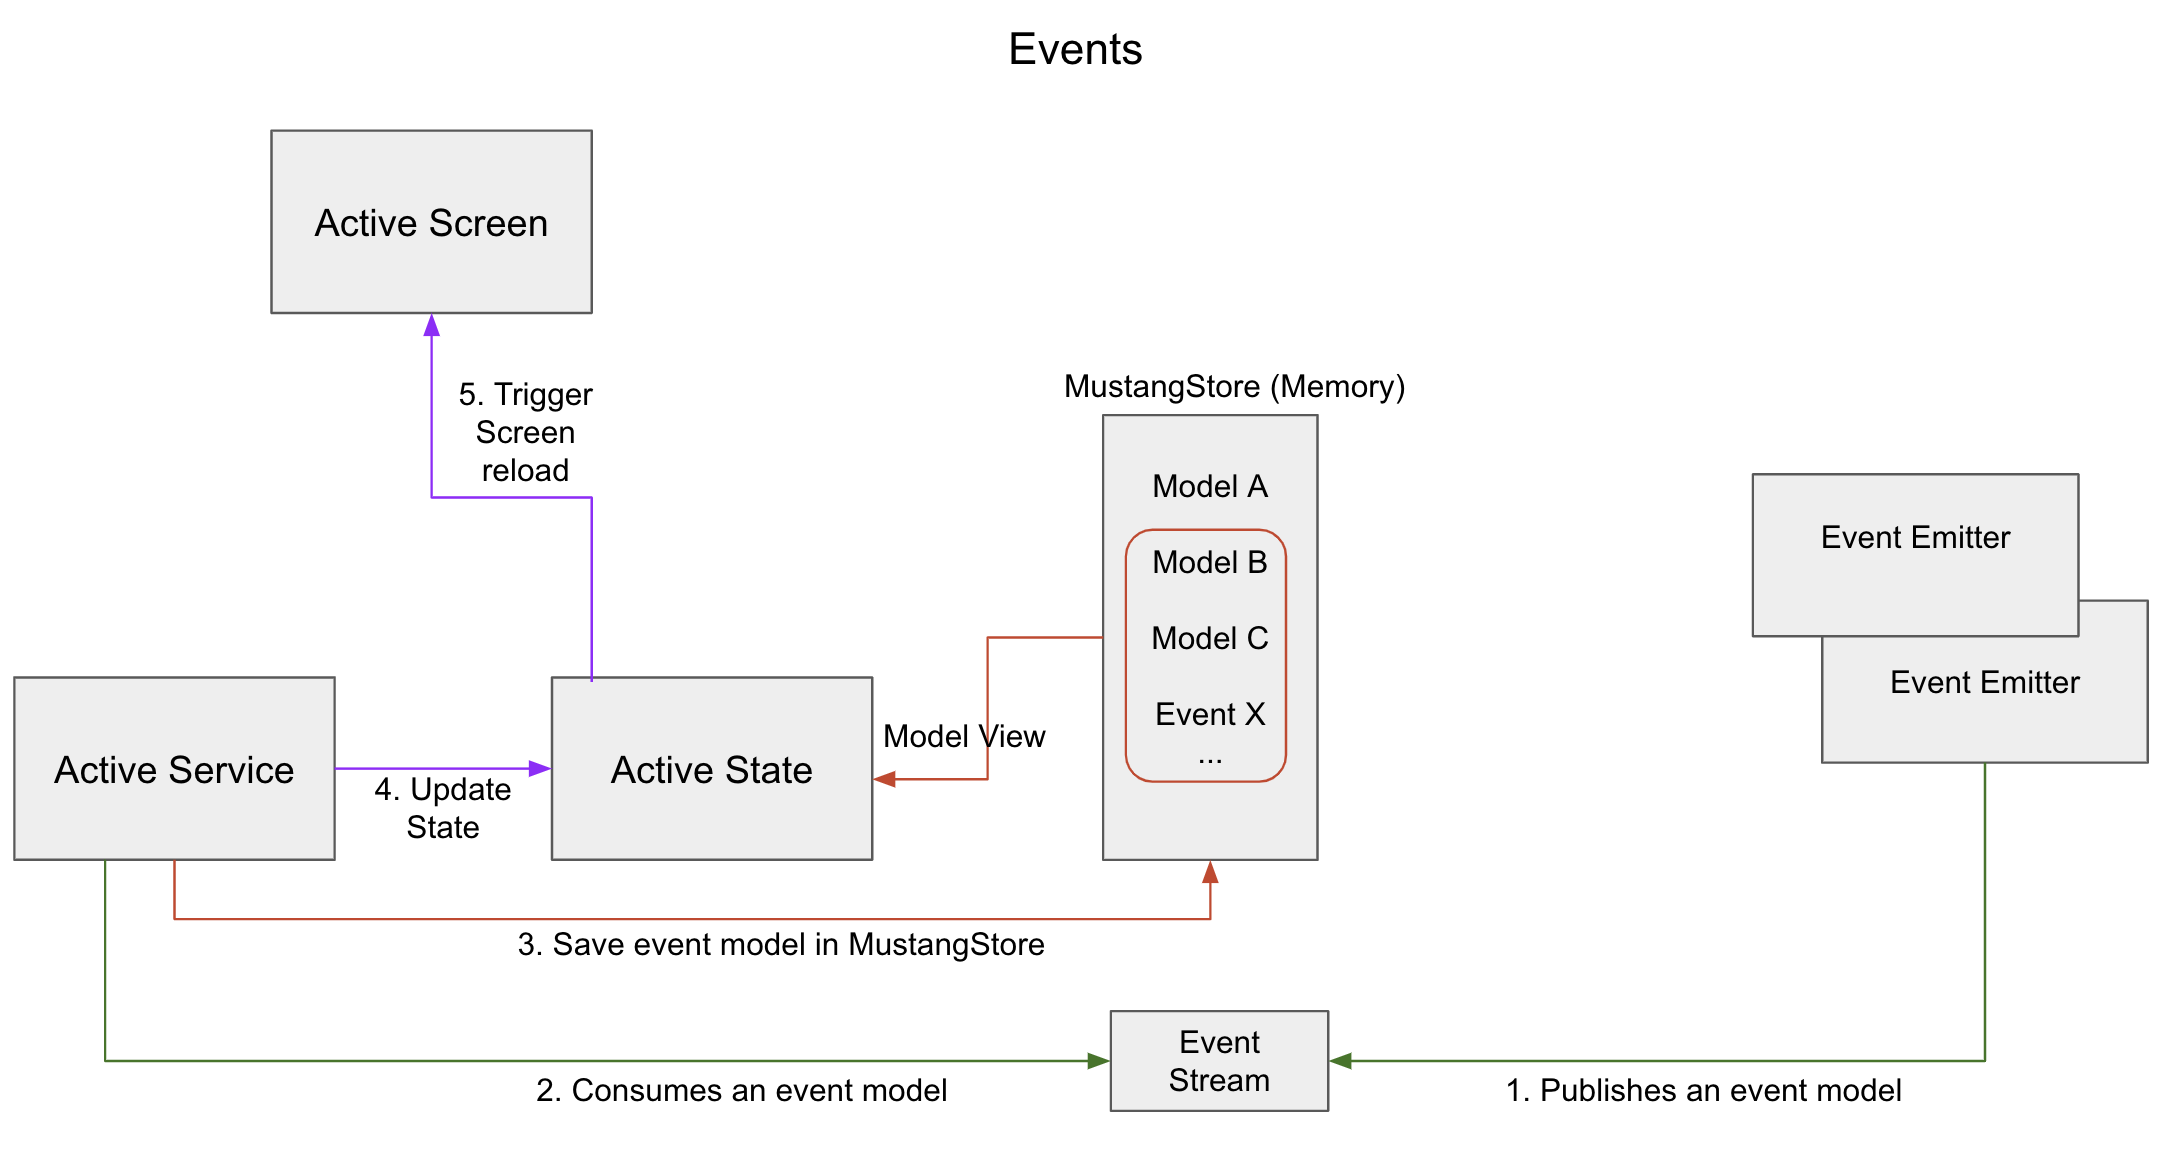 Events
Active Screen
5. Trigger
Screen
reload
MustangStore (Memory)
Model A
Model B
Model C
Event X
...
Event Emitter
Event Emitter
Active Service
4. Update
State
Active State
Model View
3. Save event model in MustangStore
Event
Stream
2. Consumes an event model
1. Publishes an event model